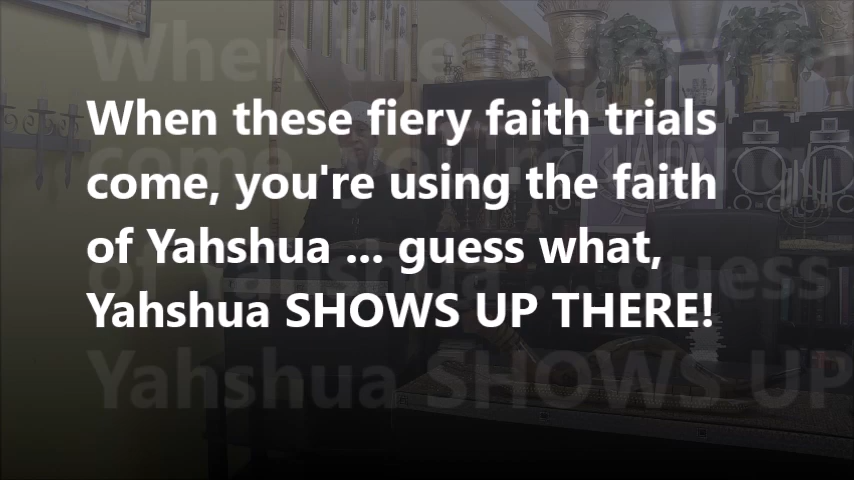 When these fiery faith trials
come, you're using the faith
of Yahshua ... guess what,
Yahshua SHOWS UP THERE!